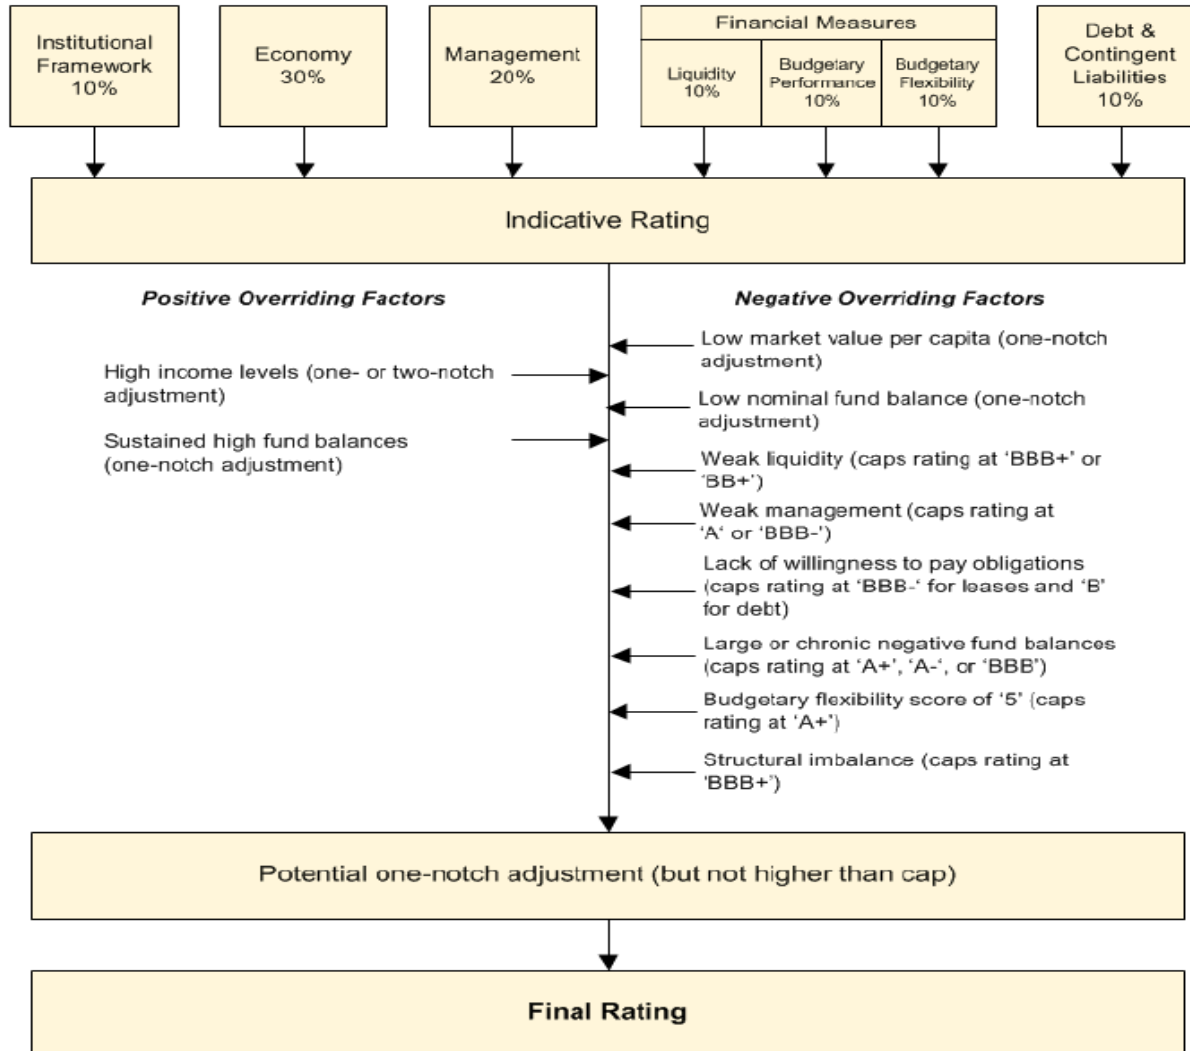 Institutional
Framework
10%
Economy
30%
Management
20%
Financial Measures
Liquidity
10%
Budgetary
Performance
10%
Budgetary
Flexibility
10%
Debt &
Contingent
Liabilities
10%
Indicative Rating
Positive Overriding Factors
High income levels (one- or two-notch
adjustment)
Sustained high fund balances
(one-notch adjustment)
Negative Overriding Factors
Low market value per capita (one-notch
adjustment)
Low nominal fund balance (one-notch
adjustment)
Weak liquidity (caps rating at ‘BBB+’ or
‘BB+’)
Weak management (caps rating at
‘A‘ or ‘BBB-’)
Lack of willingness to pay obligations
(caps rating at ‘BBB-‘ for leases and ‘B’
for debt)
Large or chronic negative fund balances
(caps rating at ‘A+’, ‘A-‘, or ‘BBB’)
Budgetary flexibility score of ‘5’ (caps
rating at ‘A+’)
Structural imbalance (caps rating at
‘BBB+’)
Potential one-notch adjustment (but not higher than cap)
Final Rating